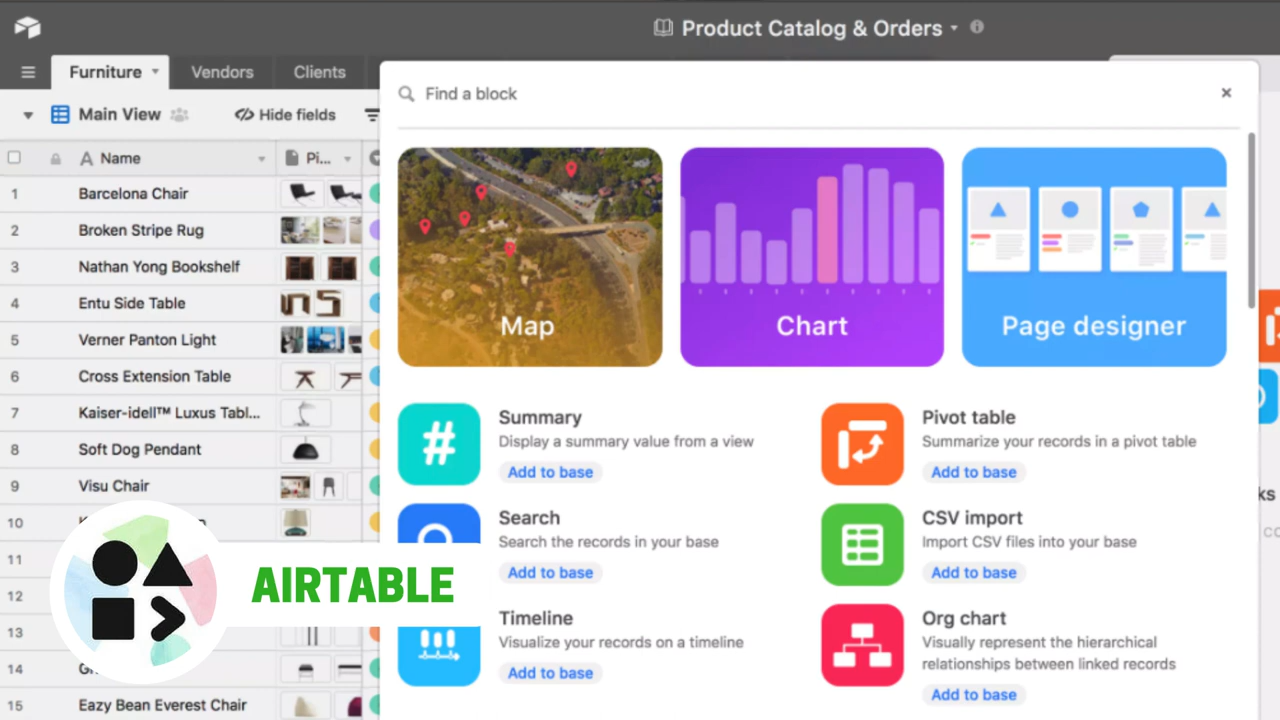 Product Catalog & Orders
Furniture
Vendors
Clients
Main View
Hide fields
Name
Pi...
1 Barcelona Chair
2 Broken Stripe Rug
3 Nathan Yong Bookshelf
4 Entu Side Table
5 Verner Panton Light
6 Cross Extension Table
7 Kaiser-idell™ Luxus Tabl...
8 Soft Dog Pendant
9 Visu Chair
10
11
12
13
14
15 Eazy Bean Everest Chair
Find a block
Map
Chart
Page designer
Summary
Display a summary value from a view
Add to base
Pivot table
Summarize your records in a pivot table
Add to base
Search
Search the records in your base
Add to base
CSV import
Import CSV files into your base
Add to base
Timeline
Visualize your records on a timeline
Add to base
Org chart
Visually represent the hierarchical
relationships between linked records
Add to base
AIRTABLE